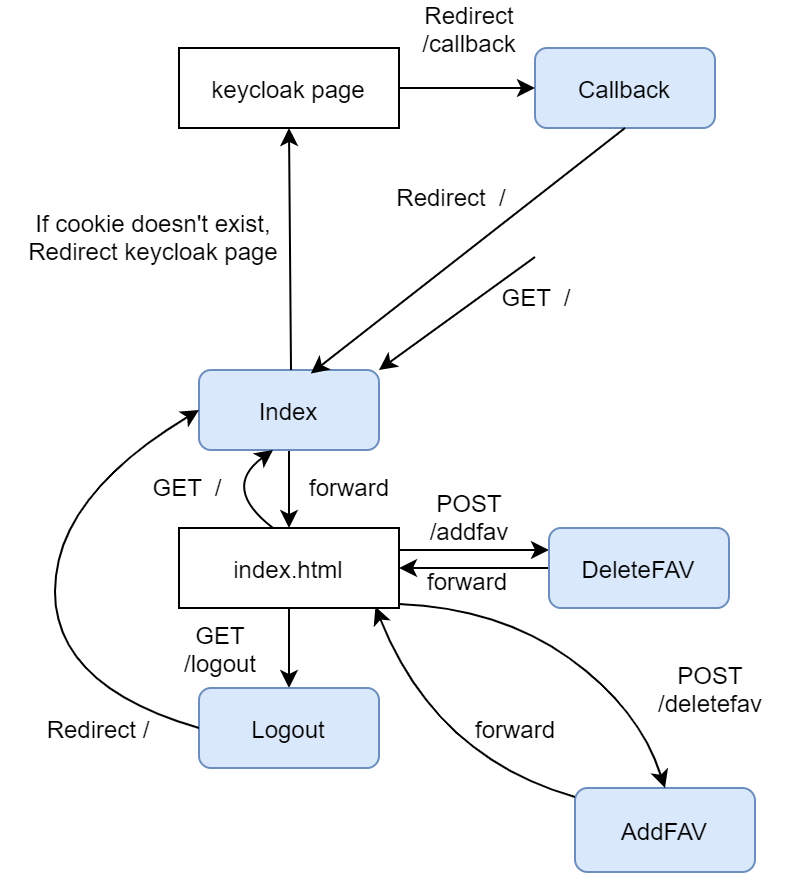 Redirect
/callback
keycloak page
Callback
Redirect /
If cookie doesn't exist,
Redirect keycloak page
GET /
Index
GET /
forward
POST
/addfav
index.html
DeleteFAV
forward
GET
/logout
POST
/deletefav
Redirect /
Logout
forward
AddFAV